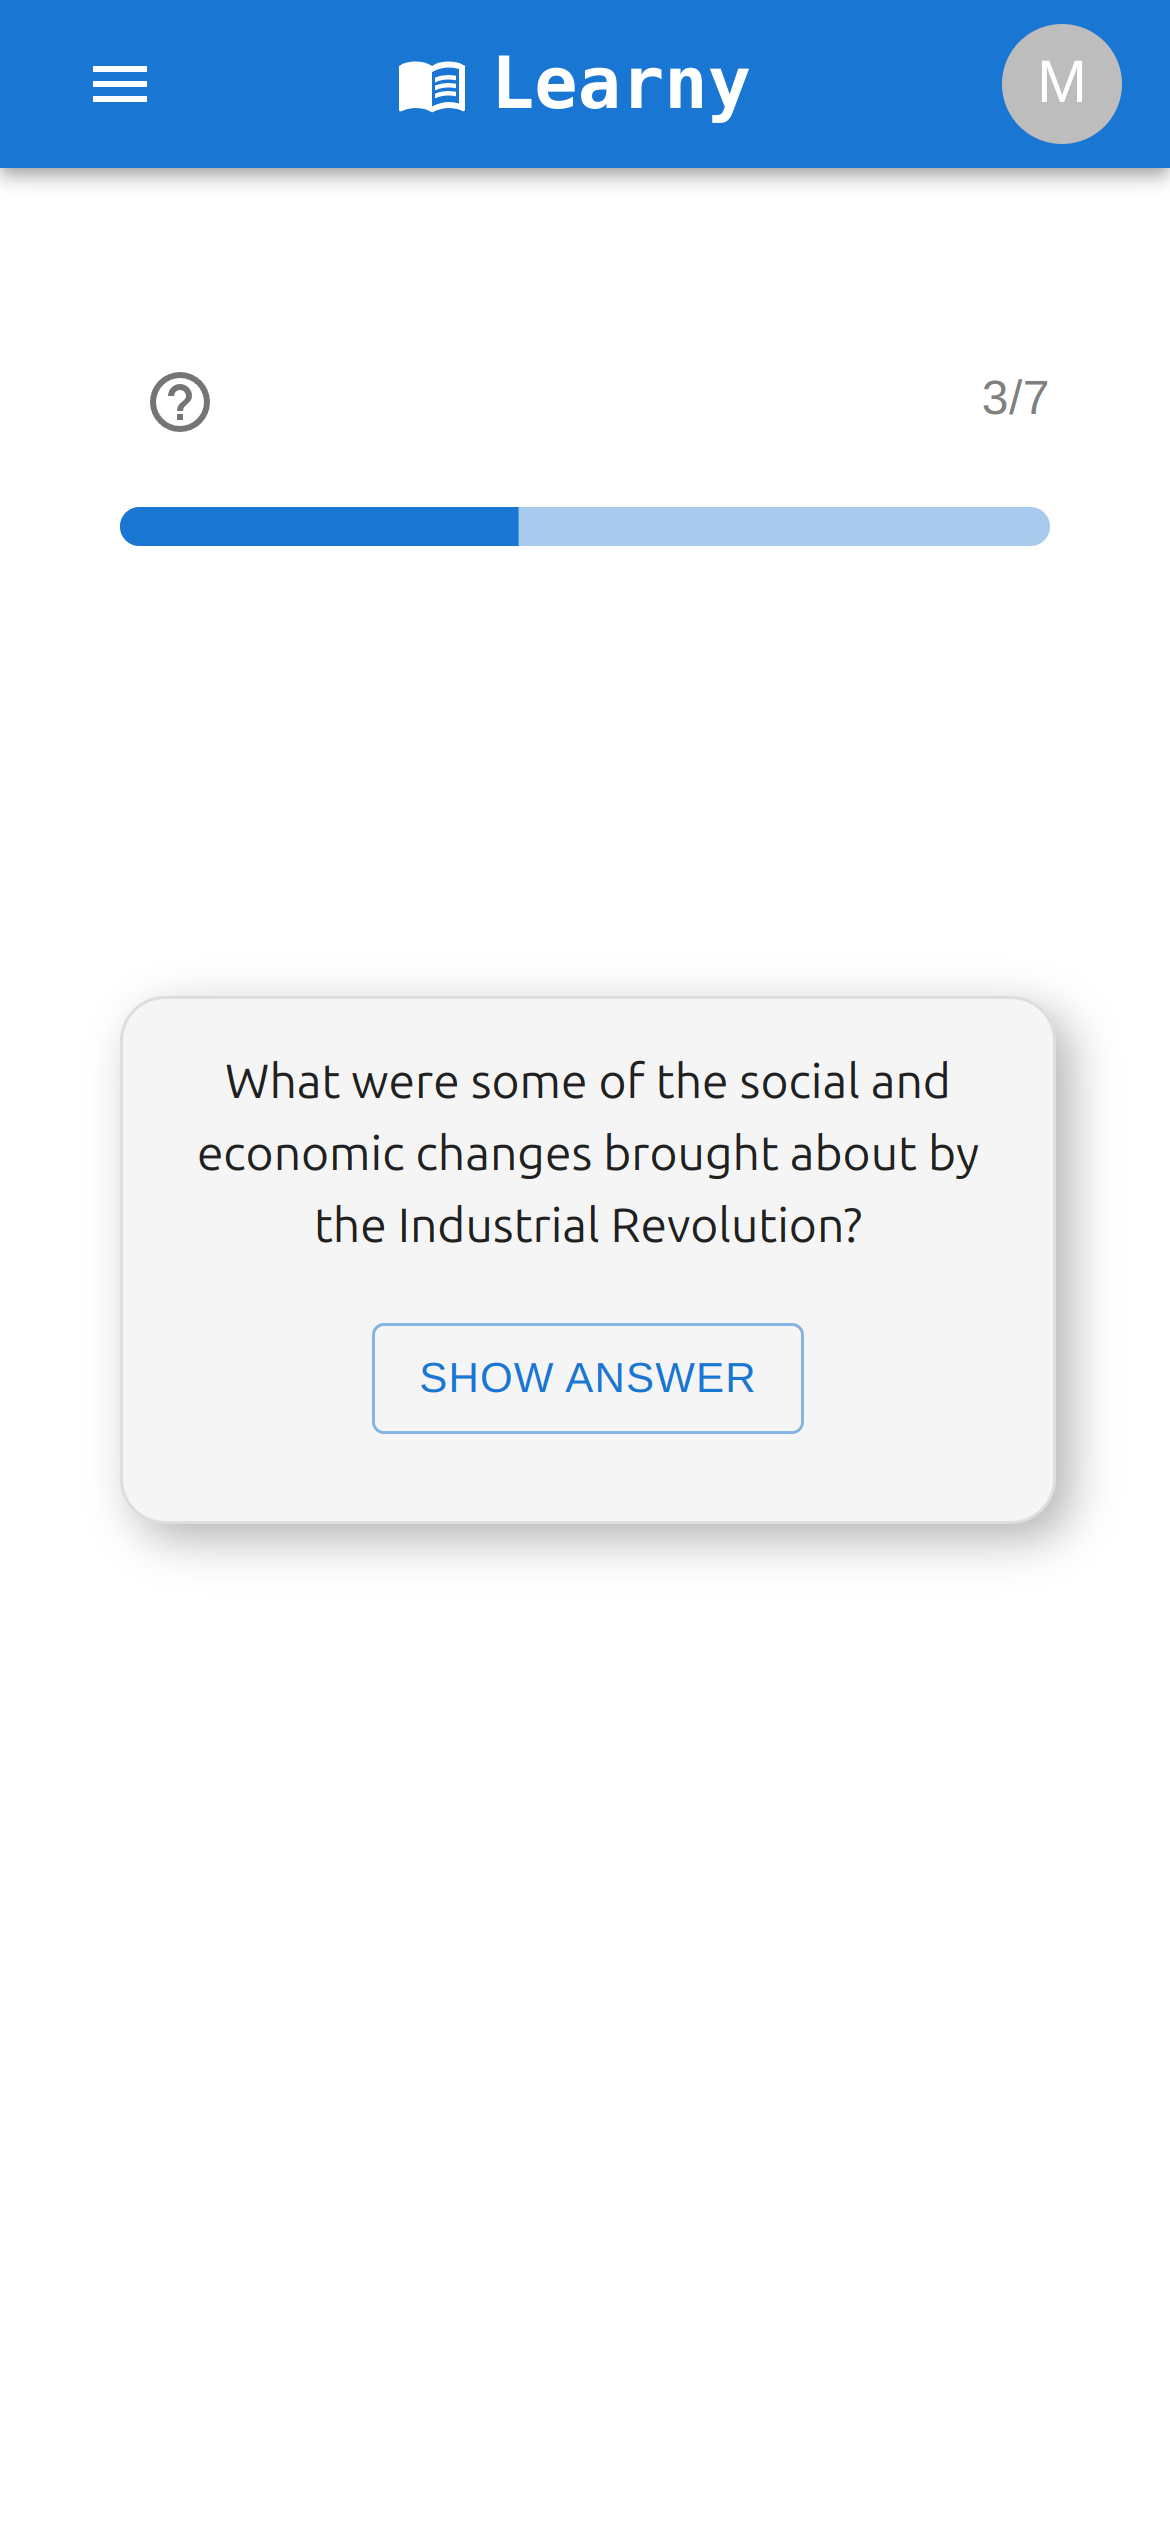 Learny
M
3/7
What were some of the social and
economic changes brought about by
the Industrial Revolution?
SHOW ANSWER